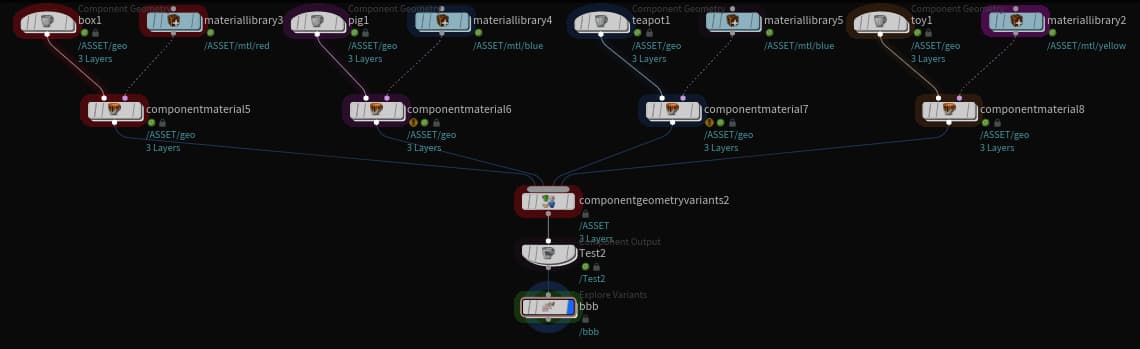 Component Geometry
box1
/ASSET/geo
3 Layers
materiallibrary3
/ASSET/mtl/red
Component Geometry
pig1
/ASSET/geo
3 Layers
materiallibrary4
/ASSET/mtl/blue
Component Geometry
teapot1
/ASSET/geo
3 Layers
materiallibrary5
/ASSET/mtl/blue
Component Geometry
toy1
/ASSET/geo
3 Layers
materiallibrary2
/ASSET/mtl/yellow
componentmaterial5
/ASSET/geo
3 Layers
componentmaterial6
/ASSET/geo
3 Layers
componentmaterial7
/ASSET/geo
3 Layers
componentmaterial8
/ASSET/geo
3 Layers
componentgeometryvariants2
/ASSET
3 Layers
Component Output
Test2
/Test2
Explore Variants
bbb
/bbb